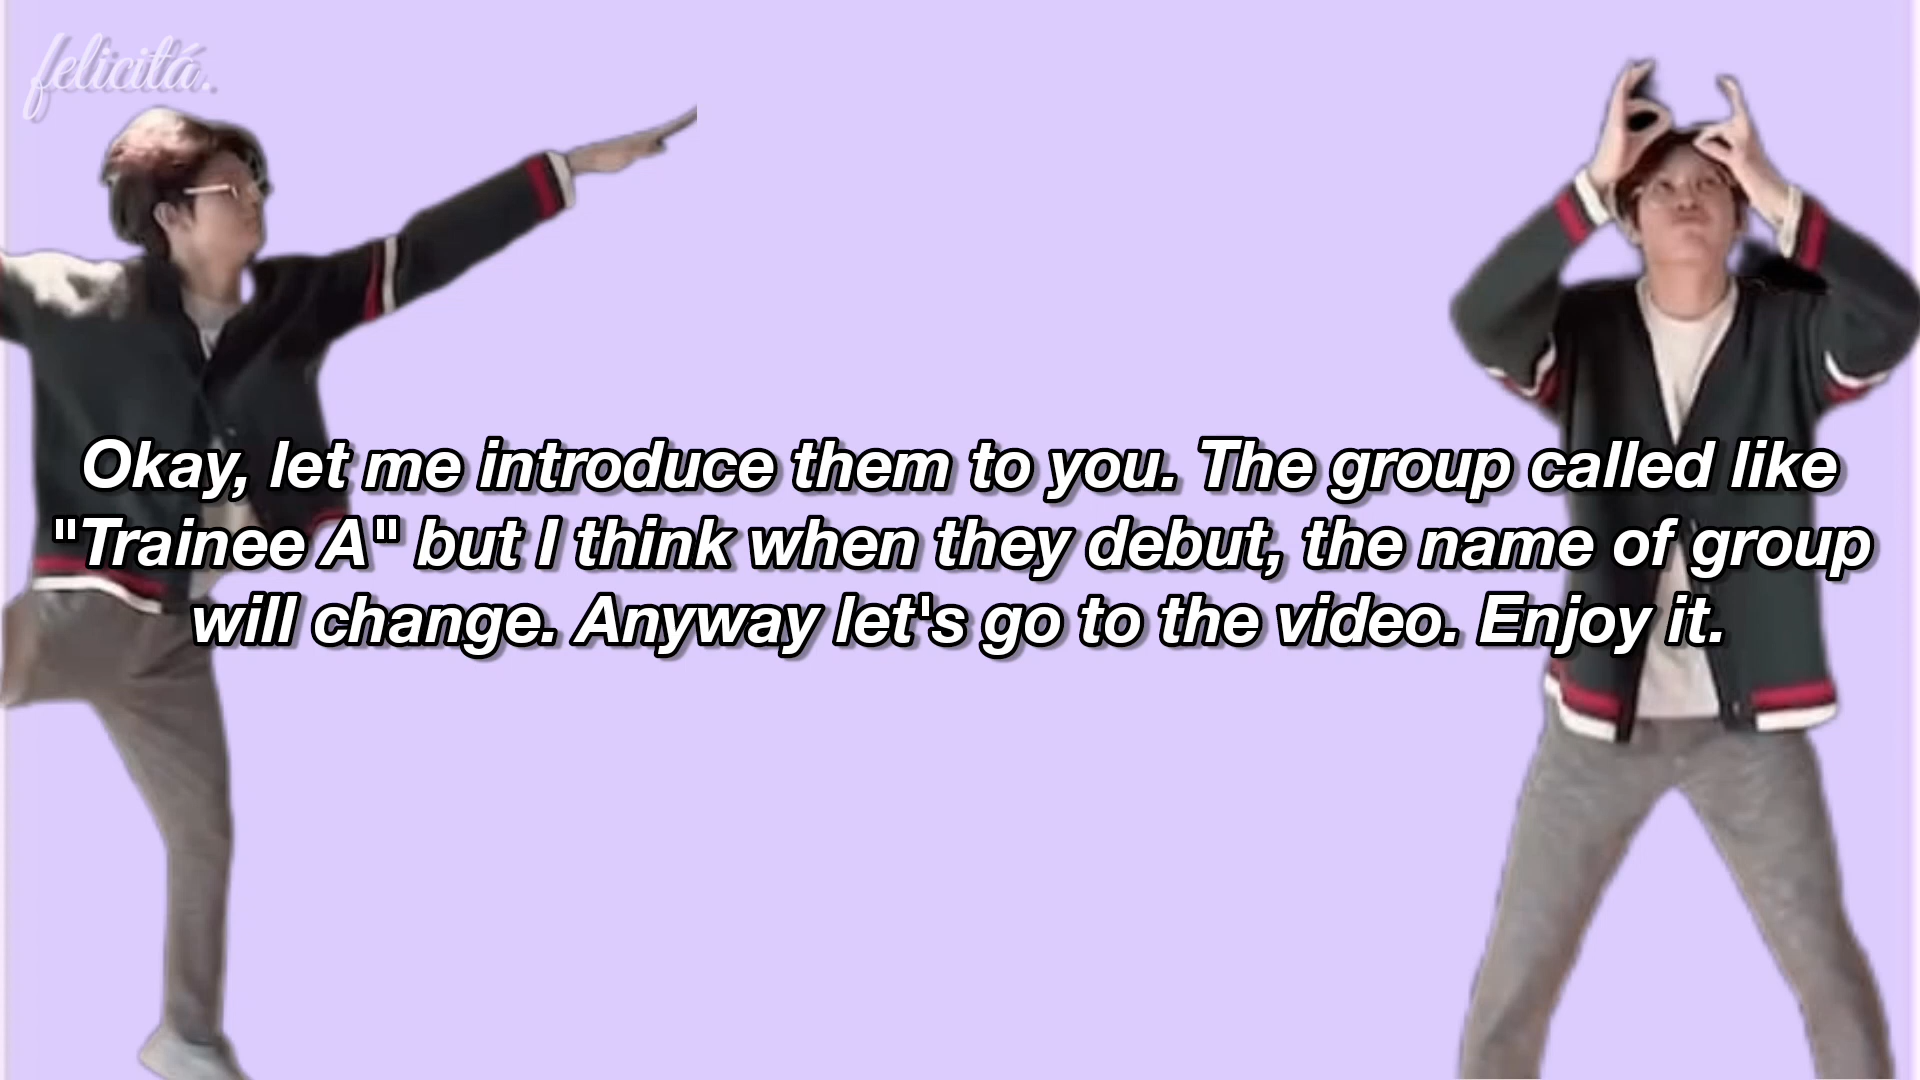 felicitá.
Okay, let me introduce them to you. The group called like
"Trainee A" but I think when they debut, the name of group
will change. Anyway let's go to the video. Enjoy it.